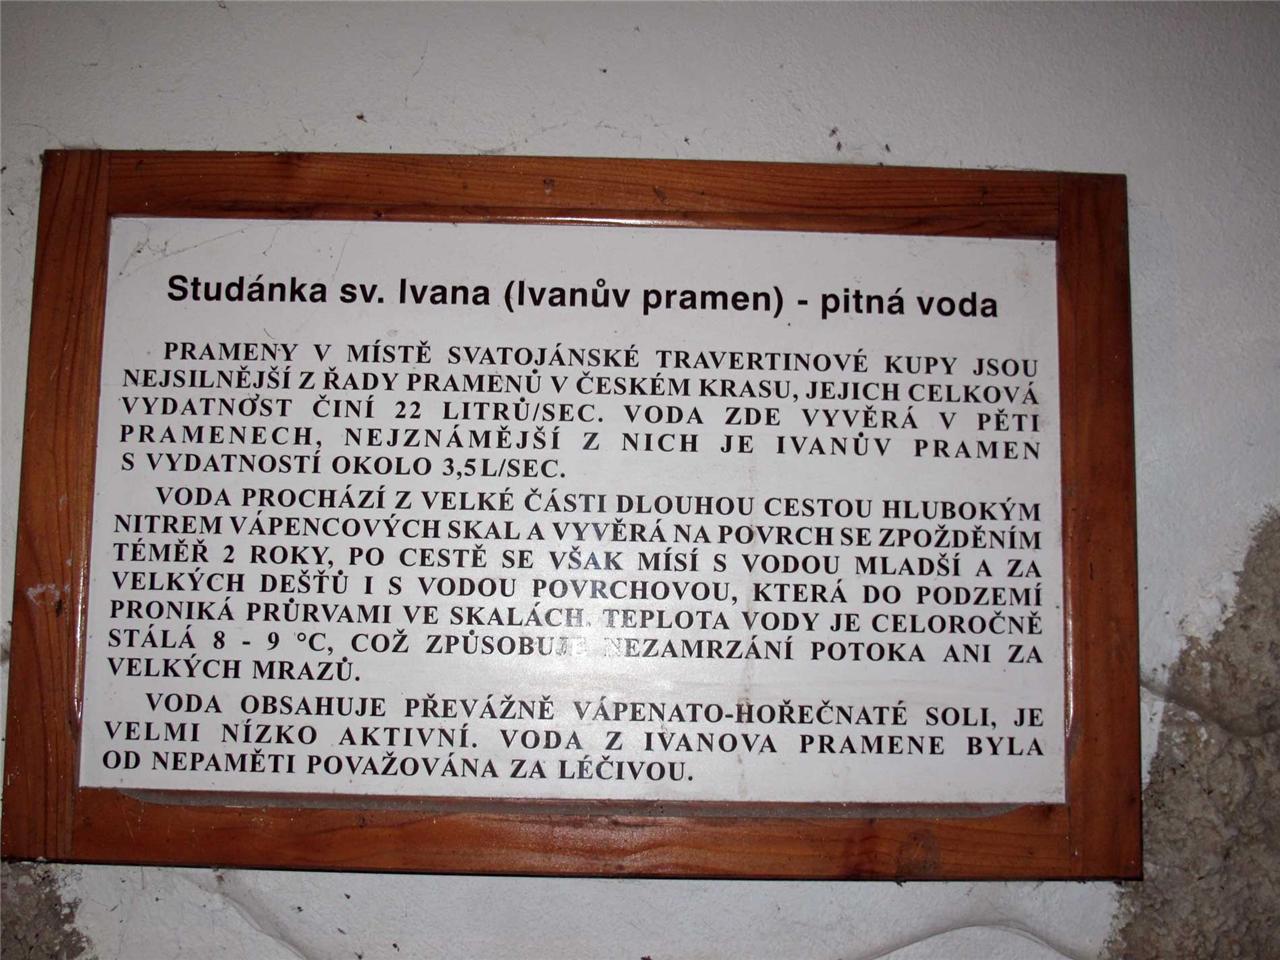 Studánka sv. Ivana (Ivanův pramen) - pitná voda
PRAMENY V MÍSTĚ SVATOJÁNSKÉ TRAVERTINOVÉ KUPY JSOU
NEJSILNĚJŠÍ Z ŘADY PRAMENŮ V ČESKÉM KRASU, JEJICH CELKOVÁ
VYDATNOST ČINÍ 22 LITRŮ/SEC. VODA ZDE VYVĚRÁ V PĚTI
PRAMENECH, NEJZNÁMĚJŠÍ Z NICH JE IVANŮV PRAMEN
S VYDATNOSTÍ OKOLO 3,5L/SEC.
VODA PROCHÁZÍ Z VELKÉ ČÁSTI DLOUHOU CESTOU HLUBOKÝM
NITREM VÁPENCOVÝCH SKAL A VYVĚRÁ NA POVRCH SE ZPOŽDĚNÍM
TÉMĚŘ 2 ROKY, PO CESTĚ SE VŠAK MÍSÍ S VODOU MLADŠÍ A ZA
VELKÝCH DEŠŤŮ I S VODOU POVRCHOVOU, KTERÁ DO PODZEMÍ
PRONIKÁ PRŮRVAMI VE SKALÁCH. TEPLOTA VODY JE CELOROČNĚ
STÁLÁ 8 - 9 °C, COŽ ZPŮSOBUJE NEZAMRZÁNÍ POTOKA ANI ZA
VELKÝCH MRAZŮ.
VODA OBSAHUJE PŘEVÁŽNĚ VÁPENATO-HOŘEČNATÉ SOLI, JE
VELMI NÍZKO AKTIVNÍ. VODA Z IVANOVA PRAMENE BYLA
OD NEPAMĚTI POVAŽOVÁNA ZA LÉČIVOU.